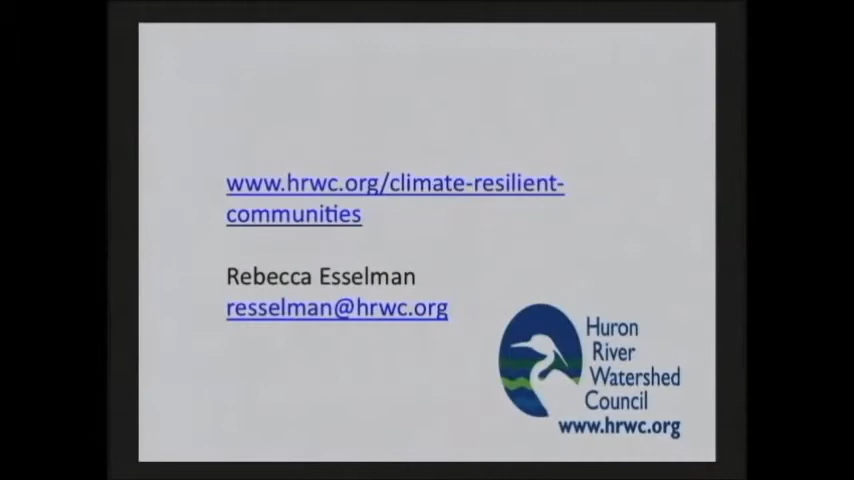 www.hrwc.org/climate-resilient-
communities
Rebecca Esselman
resselman@hrwc.org
Huron
River
Watershed
Council
www.hrwc.org